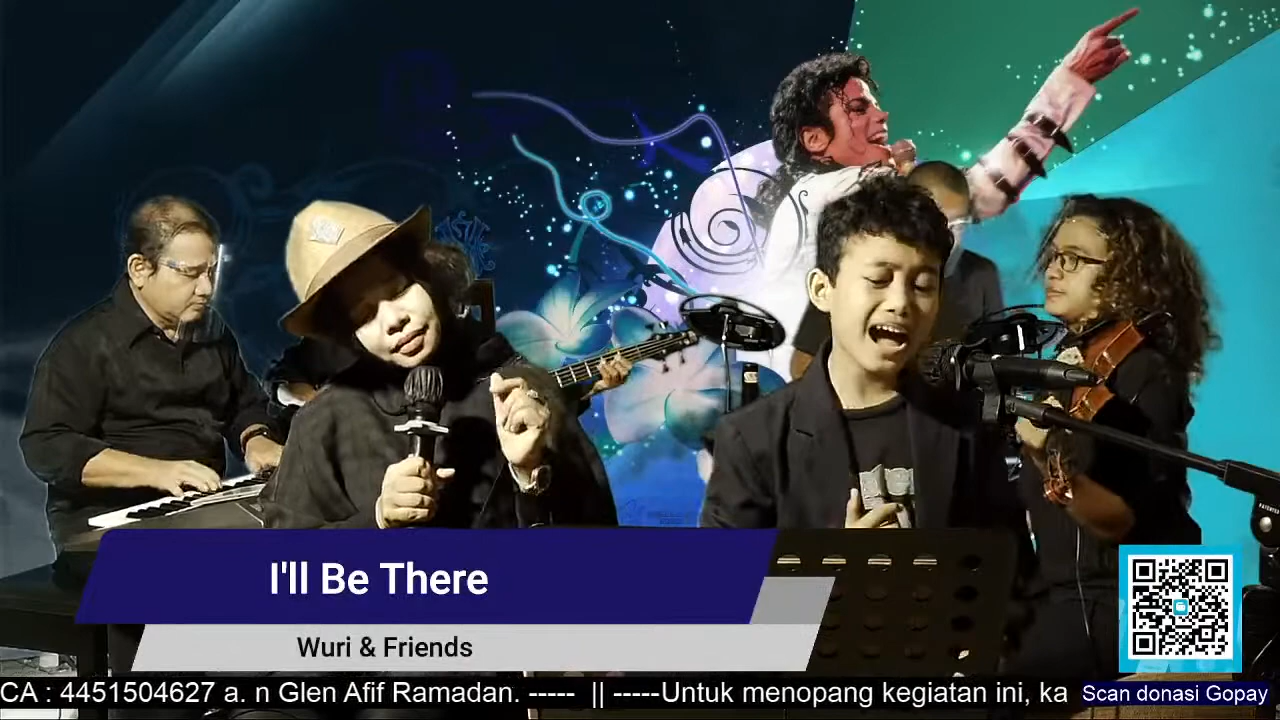 I'll Be There
Wuri & Friends
CA : 4451504627 a. n Glen Afif Ramadan. ----- || -----Untuk menopang kegiatan ini, ka
Scan donasi Gopay